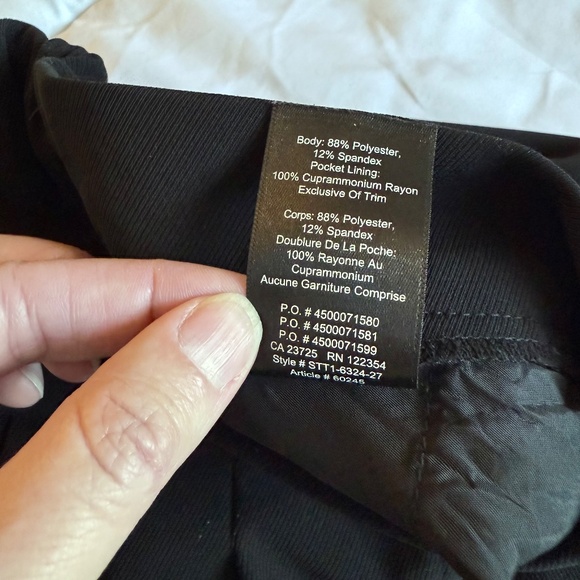 Body: 88% Polyester,
12% Spandex
Pocket Lining:
100% Cuprammonium Rayon
Exclusive Of Trim
Corps: 88% Polyester,
12% Spandex
Doublure De La Poche:
100% Rayonne Au
Cuprammonium
Aucune Garniture Comprise
P.O. # 4500071580
P.O. # 4500071581
P.O. # 4500071599
CA 23725 RN 122354
Style # STT1-6324-27
Article # 60246